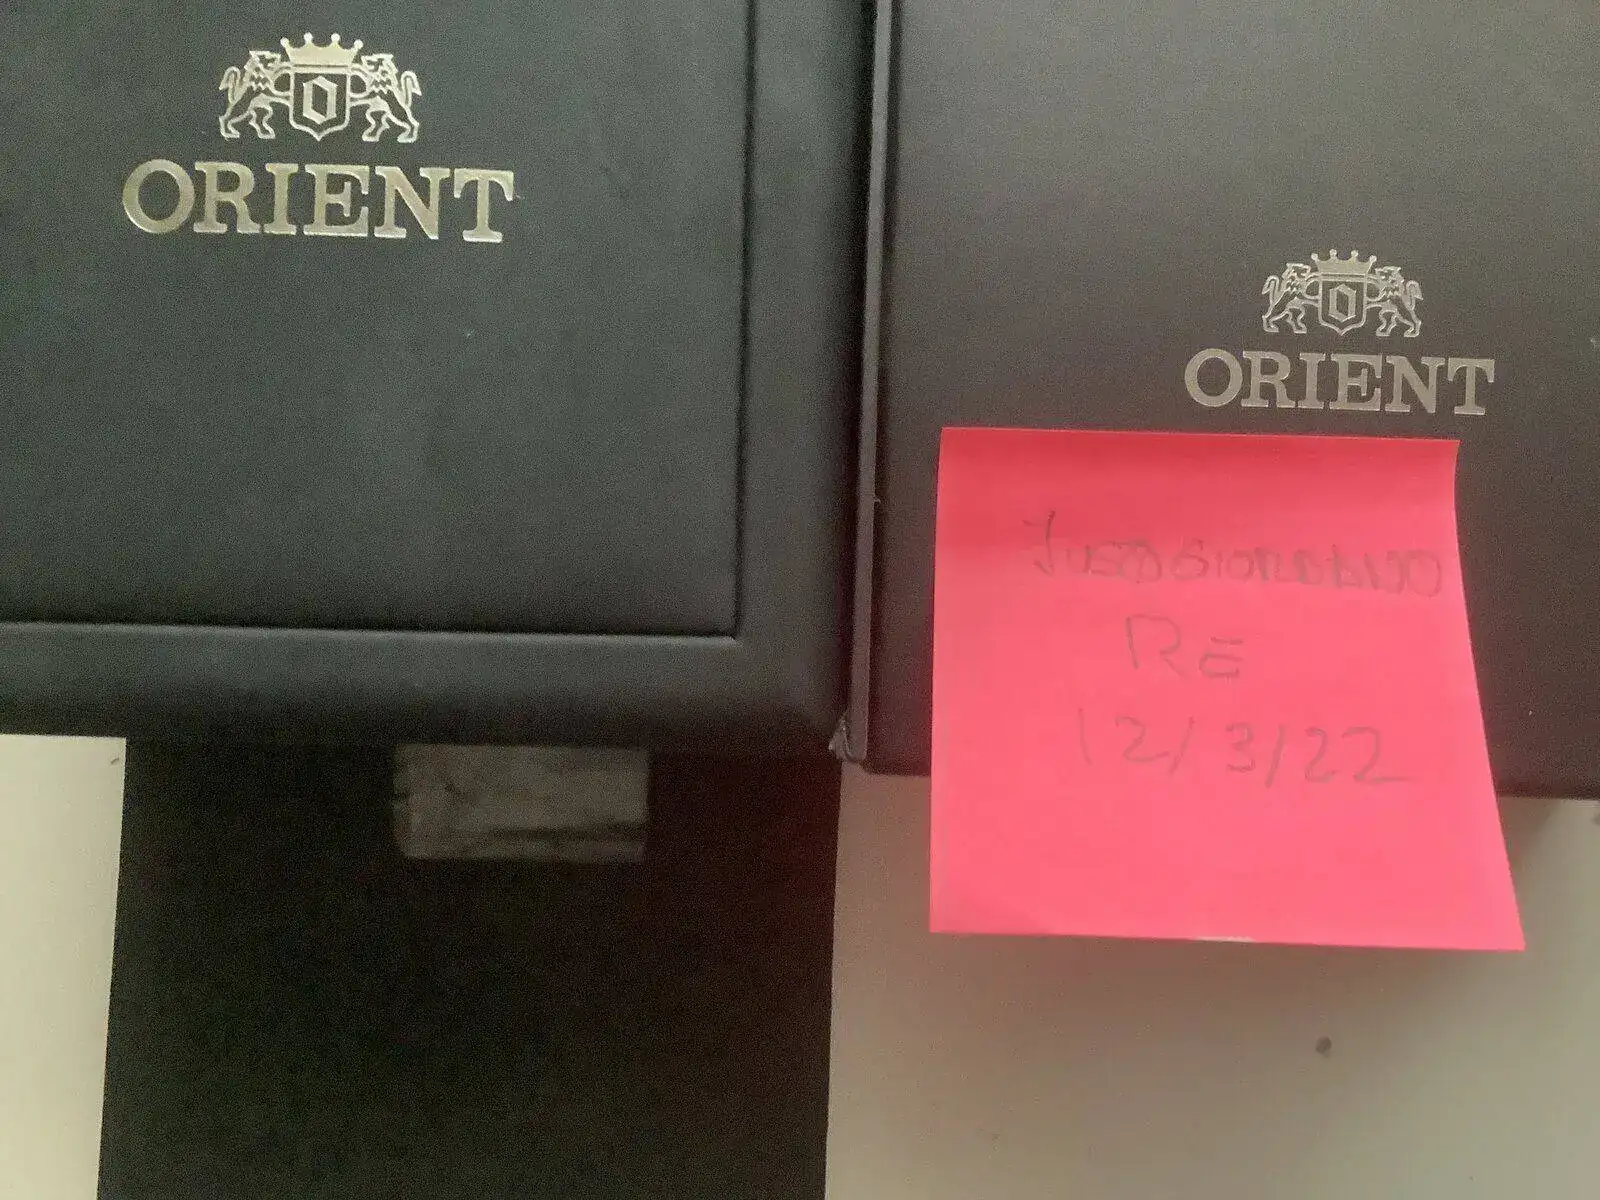 ORIENT
ORIENT
RE
12/3/22